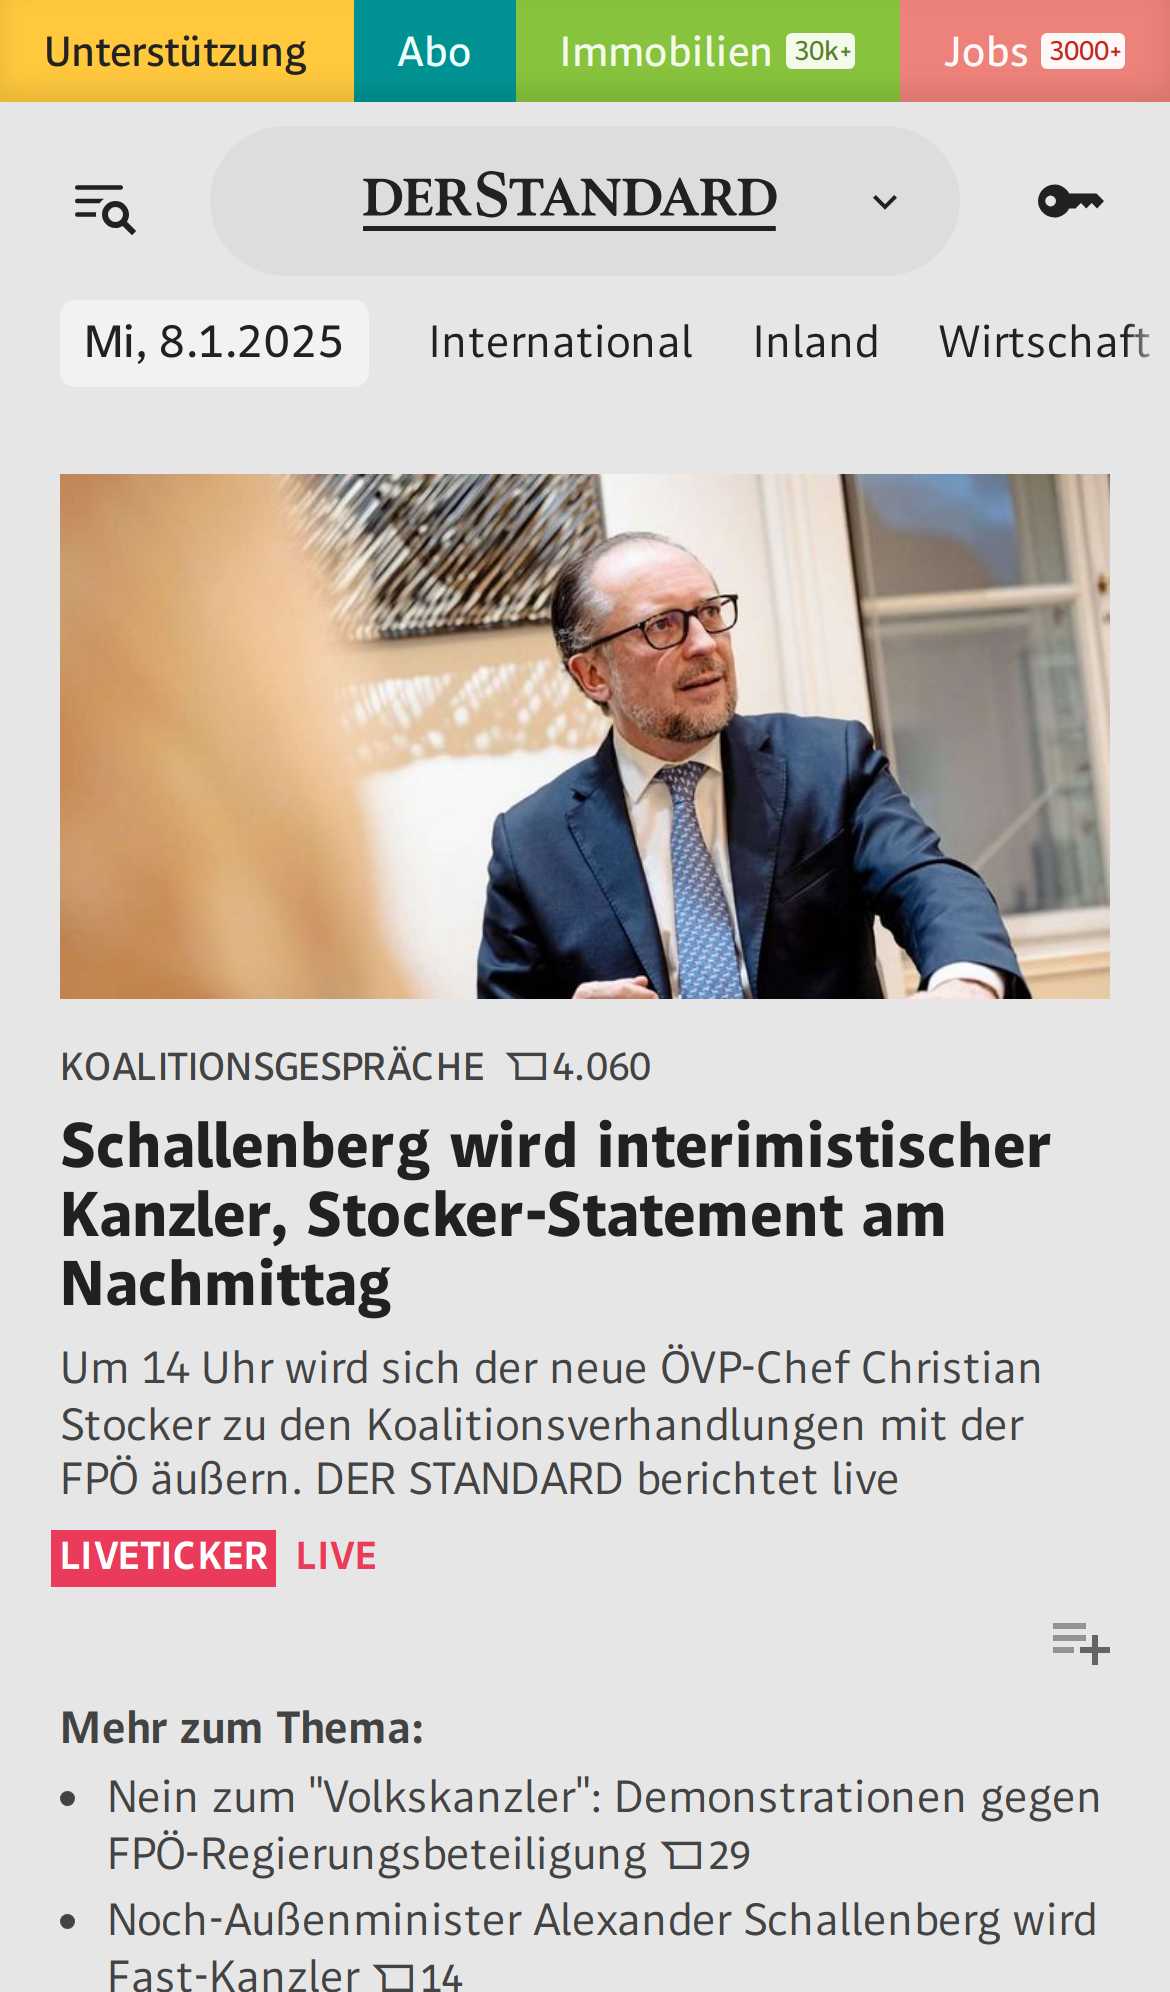 Unterstützung Abo Immobilien 30k+ Jobs 3000+
DERSTANDARD
Mi, 8.1.2025 International Inland Wirtschaft
KOALITIONSGESPRÄCHE 4.060
Schallenberg wird interimistischer
Kanzler, Stocker-Statement am
Nachmittag
Um 14 Uhr wird sich der neue ÖVP-Chef Christian
Stocker zu den Koalitionsverhandlungen mit der
FPÖ äußern. DER STANDARD berichtet live
LIVETICKER LIVE
Mehr zum Thema:
• Nein zum "Volkskanzler": Demonstrationen gegen
FPÖ-Regierungsbeteiligung 29
• Noch-Außenminister Alexander Schallenberg wird
Fast-Kanzler 14